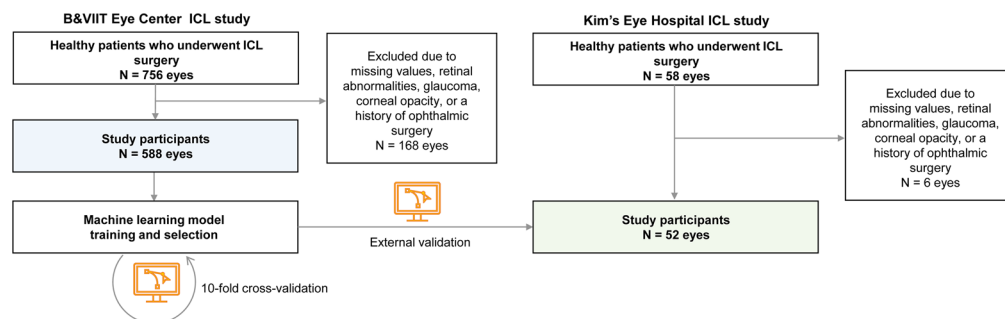 B&VIIT Eye Center ICL study
Healthy patients who underwent ICL
surgery
N = 756 eyes
Excluded due to
missing values, retinal
abnormalities, glaucoma,
corneal opacity, or a
history of ophthalmic
surgery
N = 168 eyes
Study participants
N = 588 eyes
Machine learning model
training and selection
10-fold cross-validation
External validation
Kim's Eye Hospital ICL study
Healthy patients who underwent ICL
surgery
N = 58 eyes
Excluded due to
missing values, retinal
abnormalities, glaucoma,
corneal opacity, or a
history of ophthalmic
surgery
N = 6 eyes
Study participants
N = 52 eyes